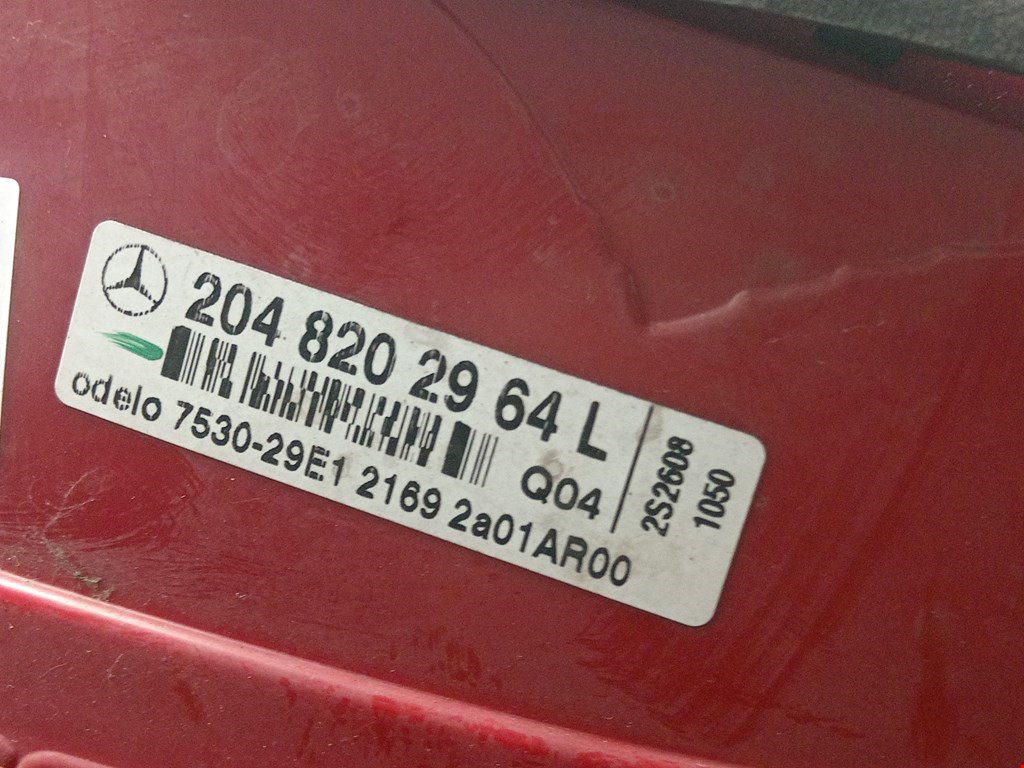 204 820 29 64 L
Q04
odelo 7530-29E1 2169 2a01AR00
2S2608
1050